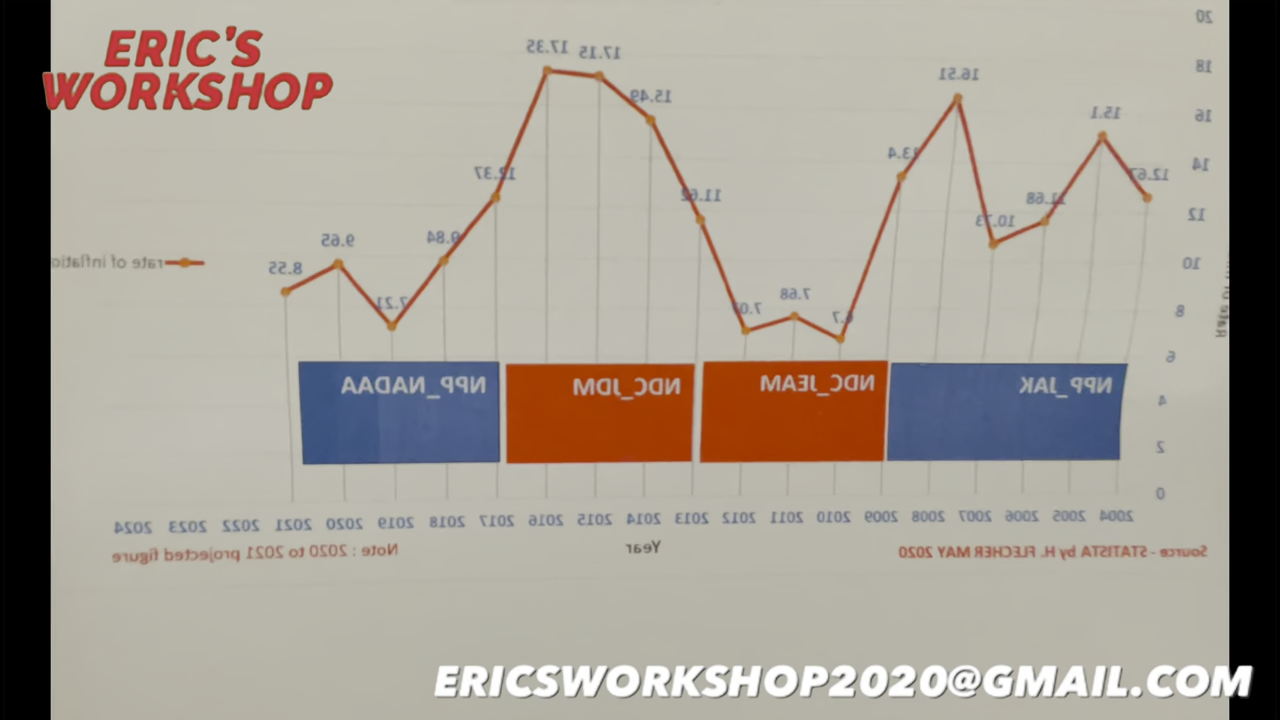 ERIC'S
WORKSHOP
20
18
16
14
12
10
8
6
4
2
0
12.67
15.1
11.68
10.73
16.51
13.4
6.7
7.68
7.07
11.62
15.49
17.15
17.35
12.37
9.84
7.21
9.65
8.55
rate of
NPP_JAK
NDC_JEAM
NDC_JDM
NPP_NADAA
2004 2005 2006 2007 2008 2009 2010 2011 2012 2013 2014 2015 2016 2017 2018 2019 2020 2021 2022 2023 2024
Year
Source - STATISTA by H. FLECHER MAY 2020
Note : 2020 to 2021 projected figure
ERICSWORKSHOP2020@GMAIL.COM